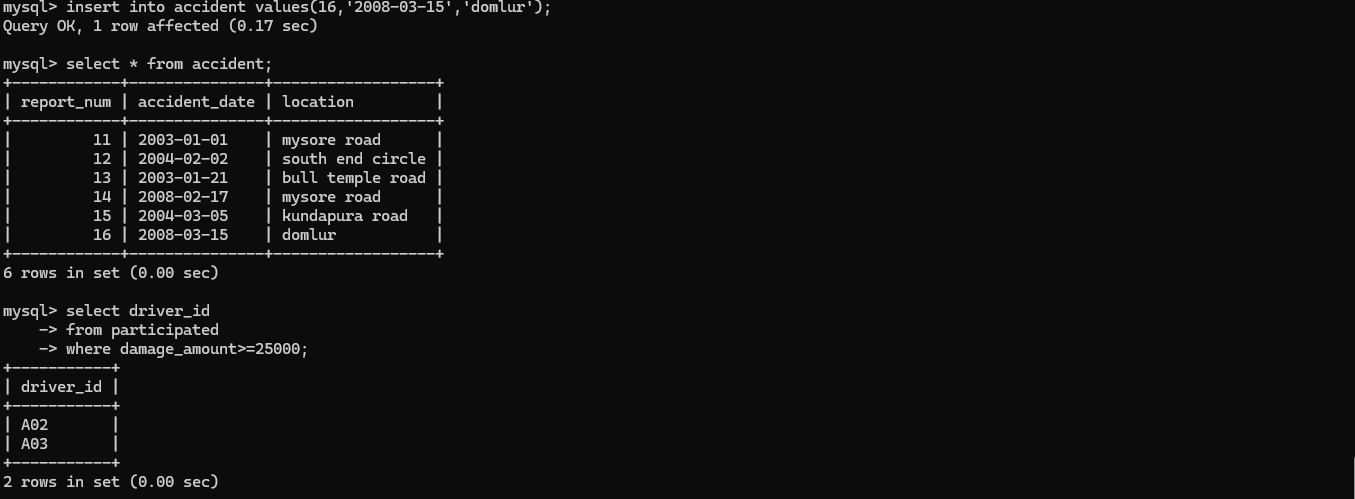 mysql> insert into accident values(16,'2008-03-15','domlur');
Query OK, 1 row affected (0.17 sec)

mysql> select * from accident;
+------------+---------------+------------------+
| report_num | accident_date | location         |
+------------+---------------+------------------+
|         11 | 2003-01-01    | mysore road      |
|         12 | 2004-02-02    | south end circle |
|         13 | 2003-01-21    | bull temple road |
|         14 | 2008-02-17    | mysore road      |
|         15 | 2004-03-05    | kundapura road   |
|         16 | 2008-03-15    | domlur           |
+------------+---------------+------------------+
6 rows in set (0.00 sec)

mysql> select driver_id
    -> from participated
    -> where damage_amount>=25000;
+-----------+
| driver_id |
+-----------+
| A02       |
| A03       |
+-----------+
2 rows in set (0.00 sec)